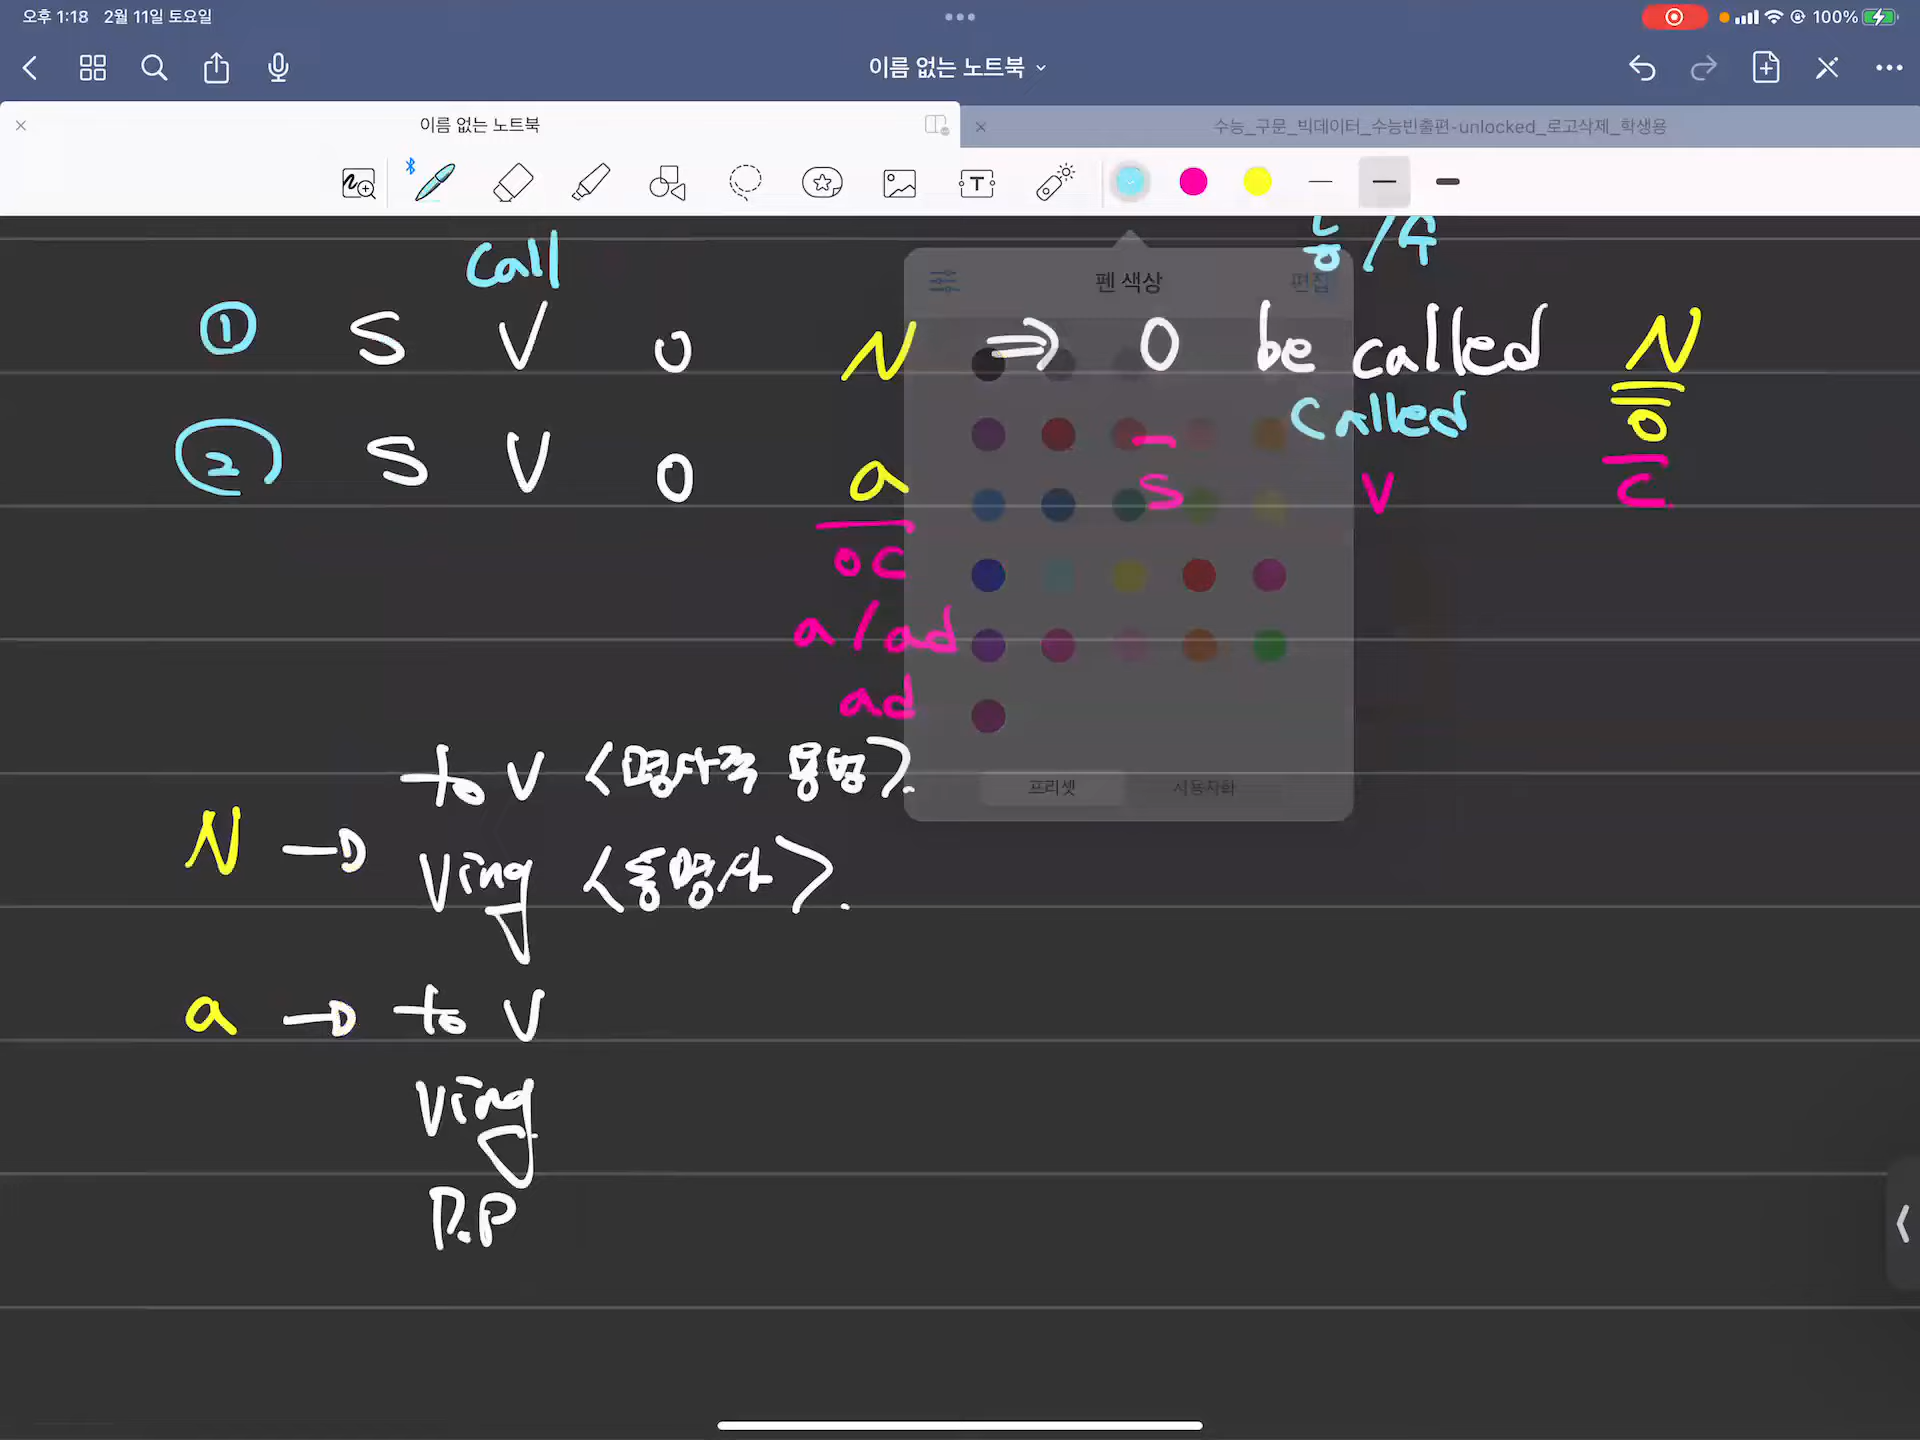 오후 1:18 2월 11일 토요일
100%
이름 없는 노트북
이름 없는 노트북
수능_구문_빅데이터_수능빈출편-unlocked_로고삭제_학생용
펜 색상
편집
call
① S V O N ⇒ O be called N
called O
② S V O a S V C
OC
a/ad
ad
프리셋 사용자화
to V <명사적 용법>.
N → Ving <동명사>.
a → to V
Ving
P.P